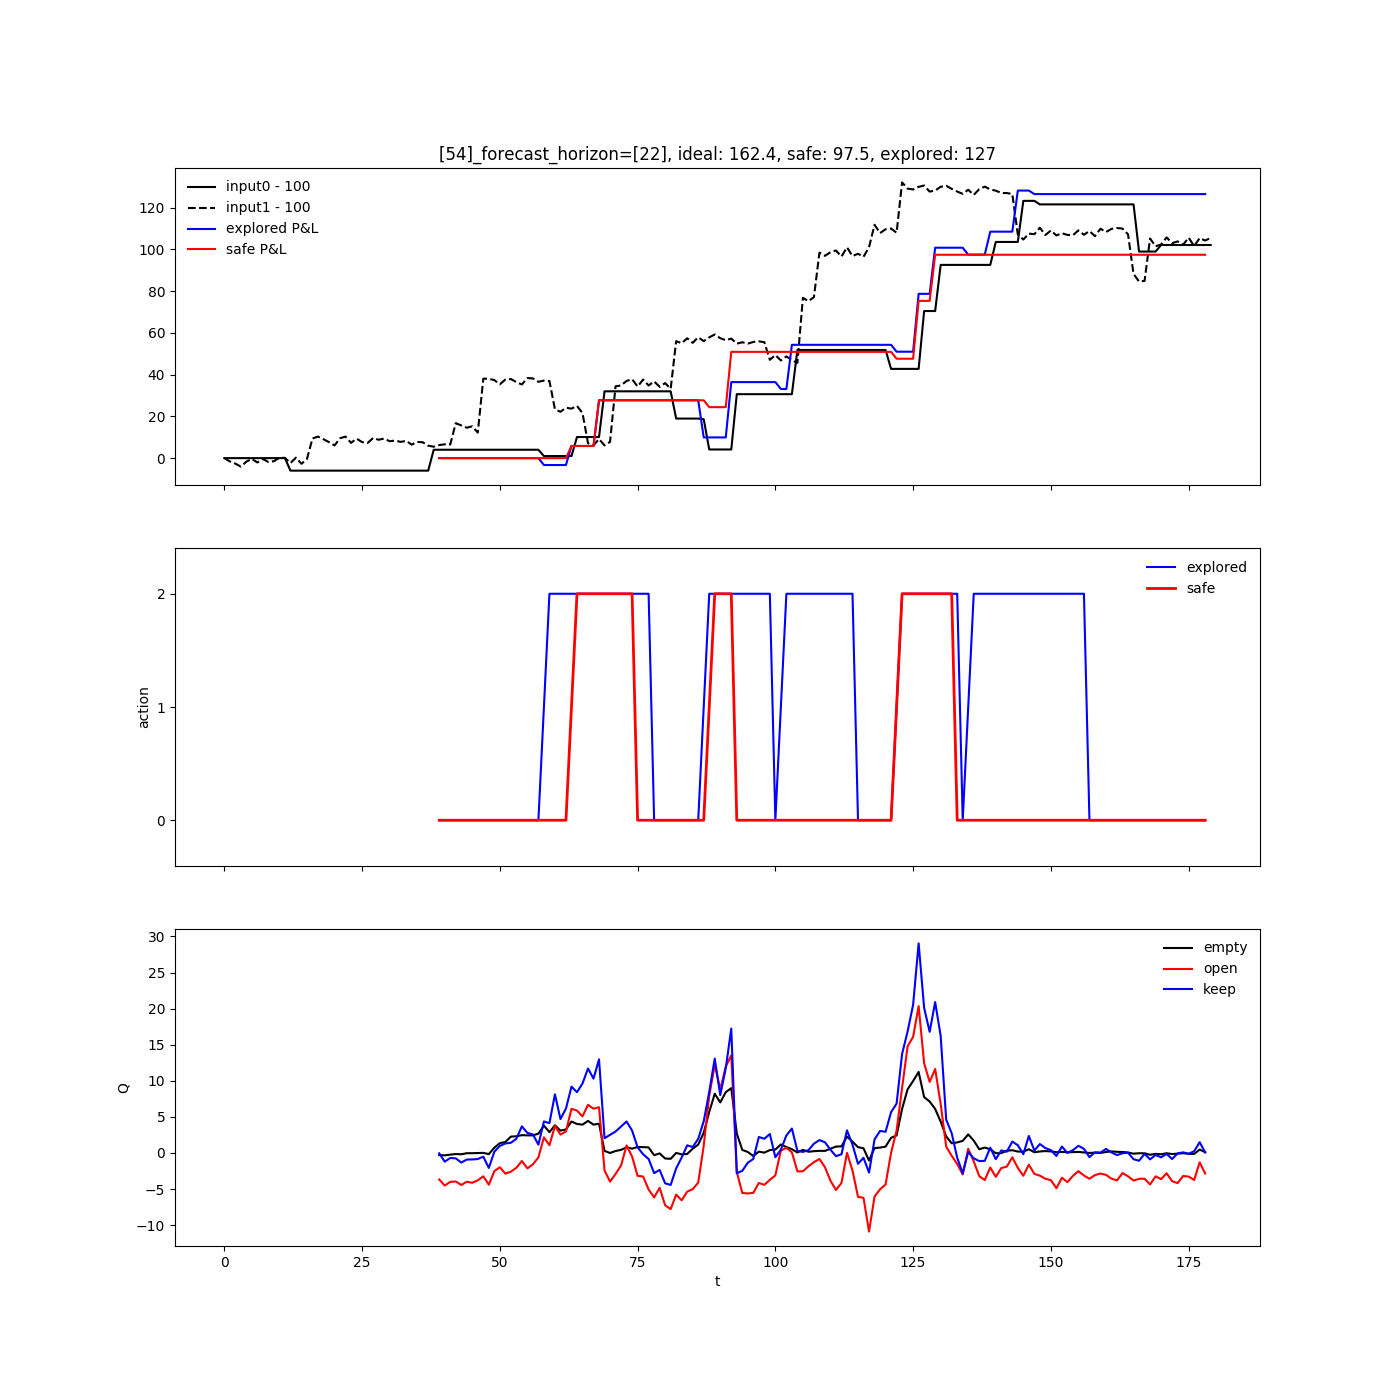 [54]_forecast_horizon=[22], ideal: 162.4, safe: 97.5, explored: 127
input0 - 100
input1 - 100
explored P&L
safe P&L
120
100
80
60
40
20
0
explored
safe
2
1
0
action
empty
open
keep
30
25
20
15
10
5
0
−5
−10
Q
0 25 50 75 100 125 150 175
t